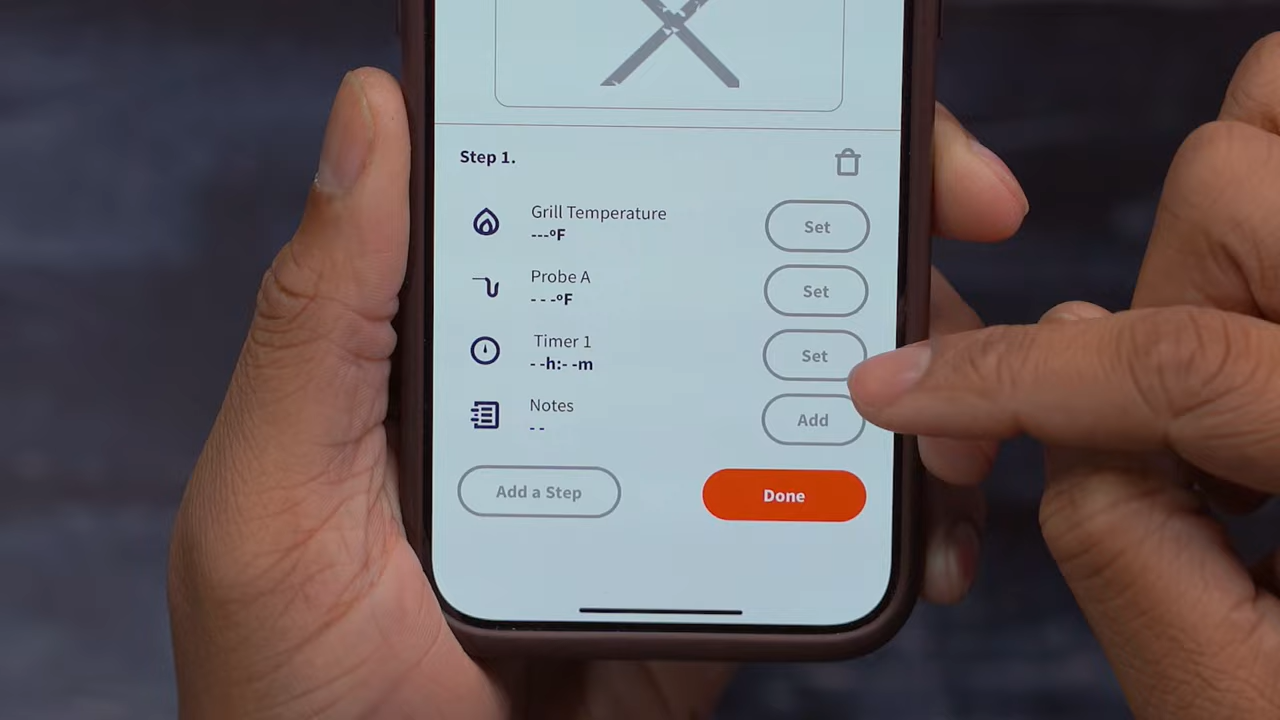 Step 1.
Grill Temperature
---ºF
Set
Probe A
- - -ºF
Set
Timer 1
- -h:- -m
Set
Notes
- -
Add
Add a Step
Done